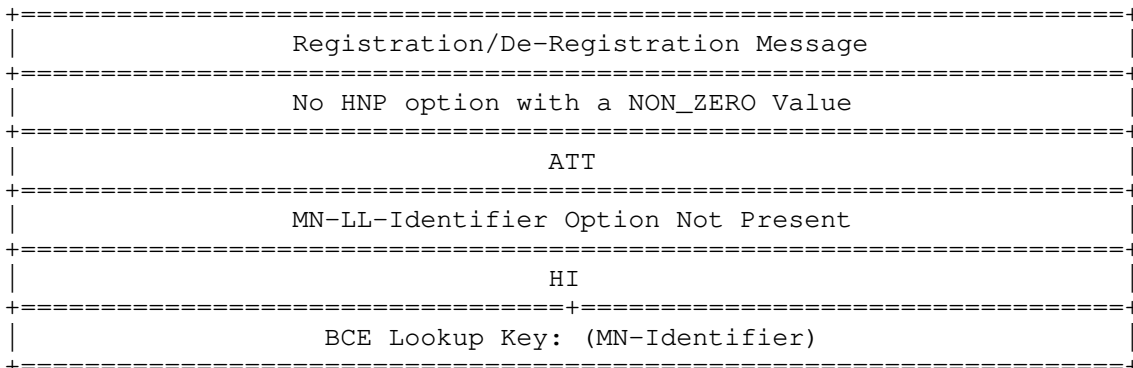 +=====================================================================+
| Registration/De-Registration Message |
+=====================================================================+
| No HNP option with a NON_ZERO Value |
+=====================================================================+
| ATT |
+=====================================================================+
| MN-LL-Identifier Option Not Present |
+=====================================================================+
| HI |
+==================================+==================================+
| BCE Lookup Key: (MN-Identifier) |
+=====================================================================+